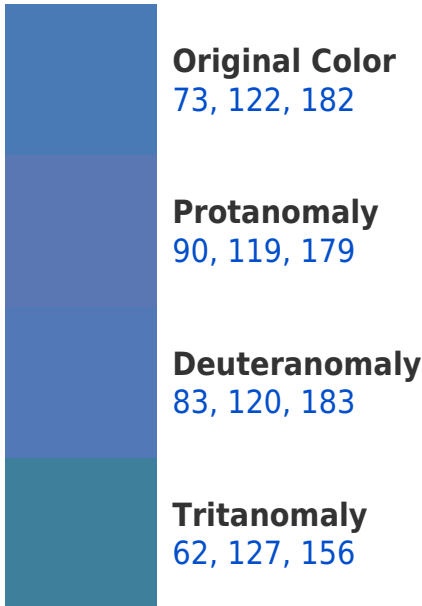 Original Color
73, 122, 182
Protanomaly
90, 119, 179
Deuteranomaly
83, 120, 183
Tritanomaly
62, 127, 156